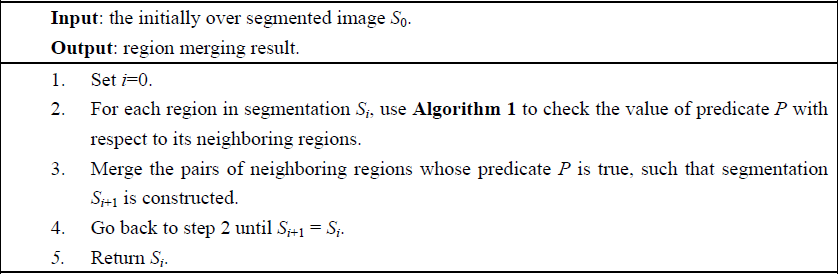 Input: the initially over segmented image S₀.
Output: region merging result.
1. Set i=0.
2. For each region in segmentation Sᵢ, use Algorithm 1 to check the value of predicate P with
respect to its neighboring regions.
3. Merge the pairs of neighboring regions whose predicate P is true, such that segmentation
Sᵢ₊₁ is constructed.
4. Go back to step 2 until Sᵢ₊₁ = Sᵢ.
5. Return Sᵢ.